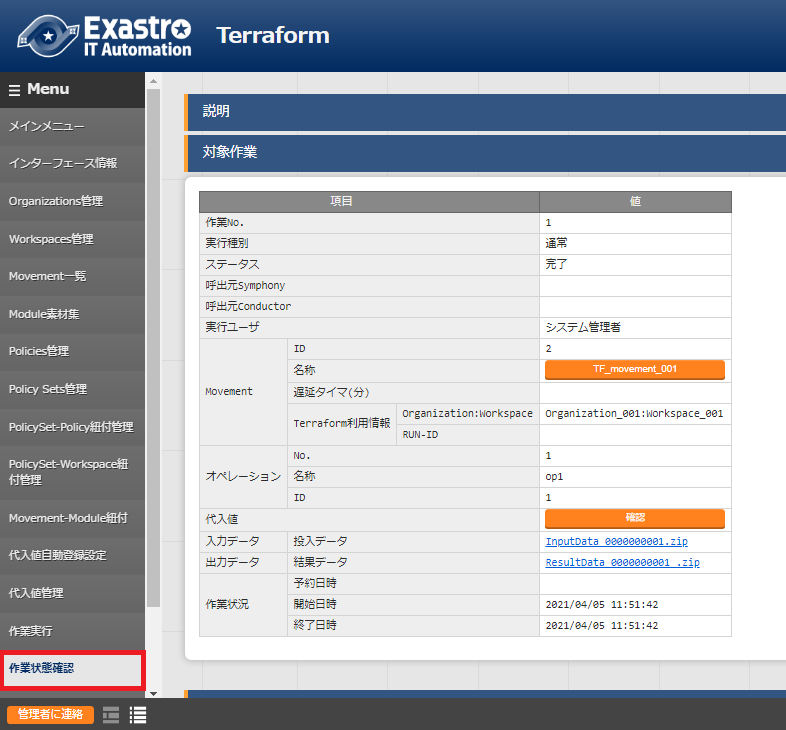 Exastro
IT Automation
Terraform
Menu
メインメニュー
インターフェース情報
Organizations管理
Workspaces管理
Movement一覧
Module素材集
Policies管理
Policy Sets管理
PolicySet-Policy紐付管理
PolicySet-Workspace紐
付管理
Movement-Module紐付
代入値自動登録設定
代入値管理
作業実行
作業状態確認
管理者に連絡
説明
対象作業
項目 値
作業No. 1
実行種別 通常
ステータス 完了
呼出元Symphony
呼出元Conductor
実行ユーザ システム管理者
Movement
ID 2
名称 TF_movement_001
遅延タイマ(分)
Terraform利用情報
Organization:Workspace Organization_001:Workspace_001
RUN-ID
オペレーション
No. 1
名称 op1
ID 1
代入値 確認
入力データ 投入データ InputData_0000000001.zip
出力データ 結果データ ResultData_0000000001_.zip
作業状況
予約日時
開始日時 2021/04/05 11:51:42
終了日時 2021/04/05 11:51:42